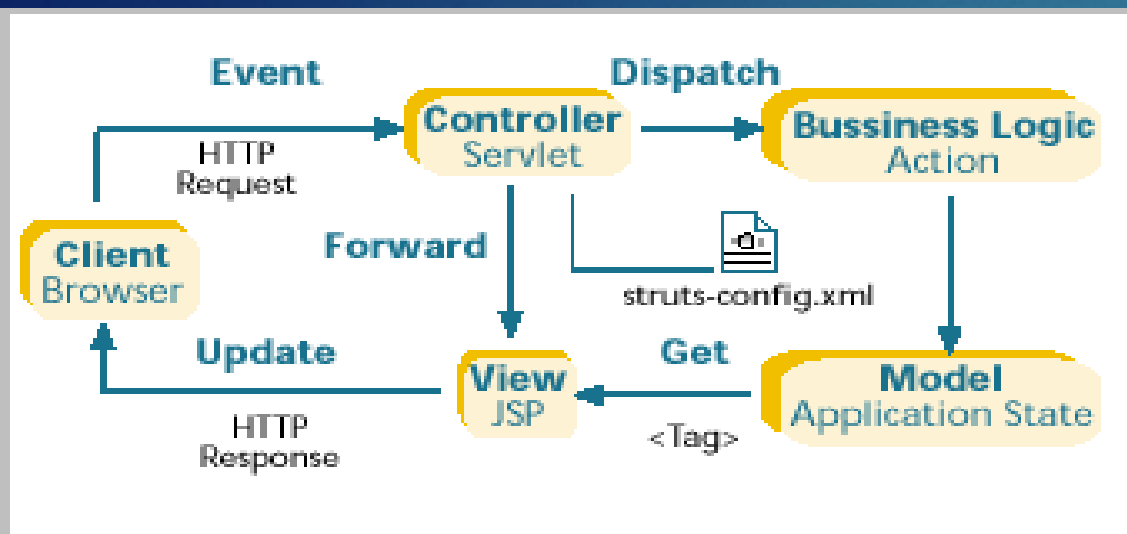 Event
Dispatch
Controller
Servlet
Bussiness Logic
Action
HTTP
Request
Client
Browser
Forward
struts-config.xml
Update
View
JSP
Get
Model
Application State
<Tag>
HTTP
Response